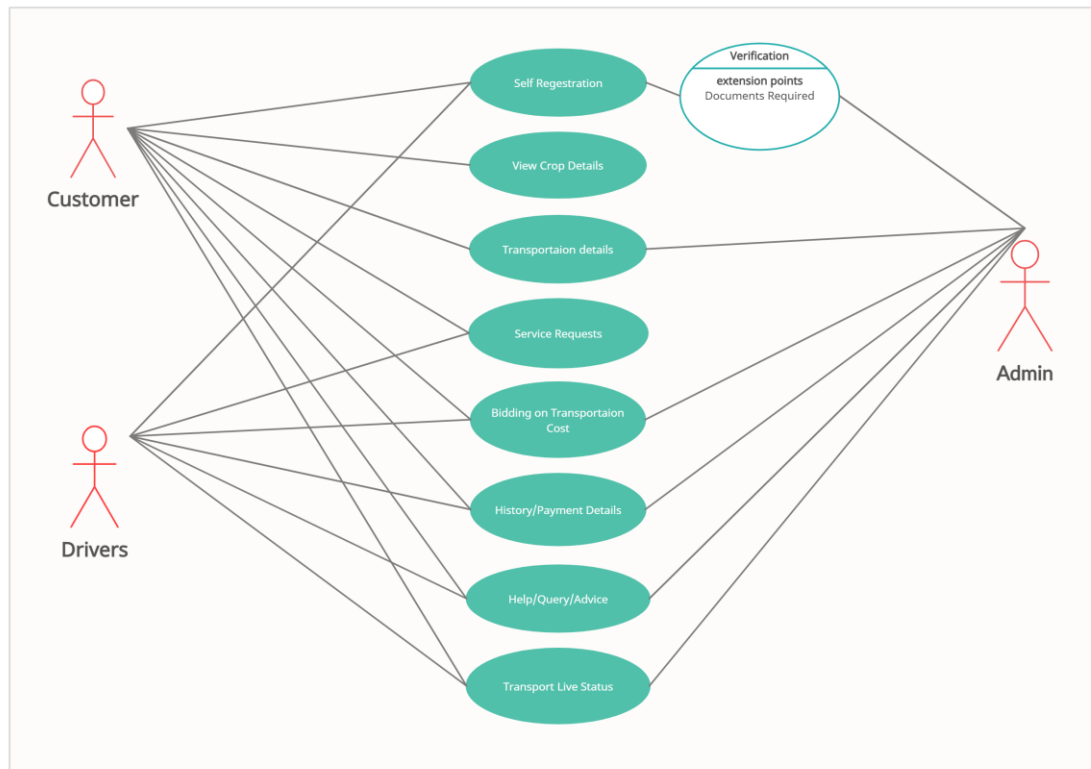 Verification
extension points
Documents Required
Self Regestration
Customer
View Crop Details
Transportaion details
Service Requests
Admin
Bidding on Transportaion
Cost
History/Payment Details
Drivers
Help/Query/Advice
Transport Live Status